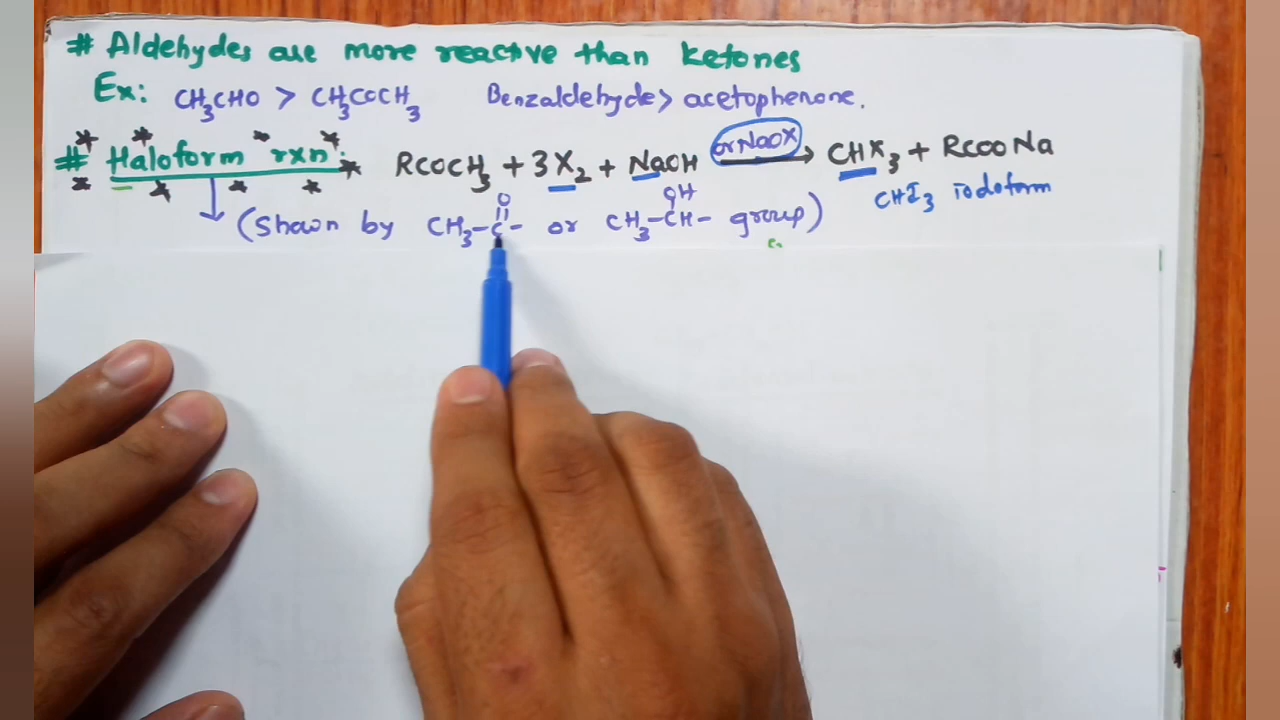 # Aldehydes are more reactive than ketones
Ex: CH₃CHO > CH₃COCH₃ Benzaldehyde > acetophenone.
# Haloform rxn: RCOCH₃ + 3X₂ + NaOH (or NaOX) → CHX₃ + RCOONa
CHI₃ iodoform
O OH
(Shown by CH₃-C- or CH₃-CH- group)